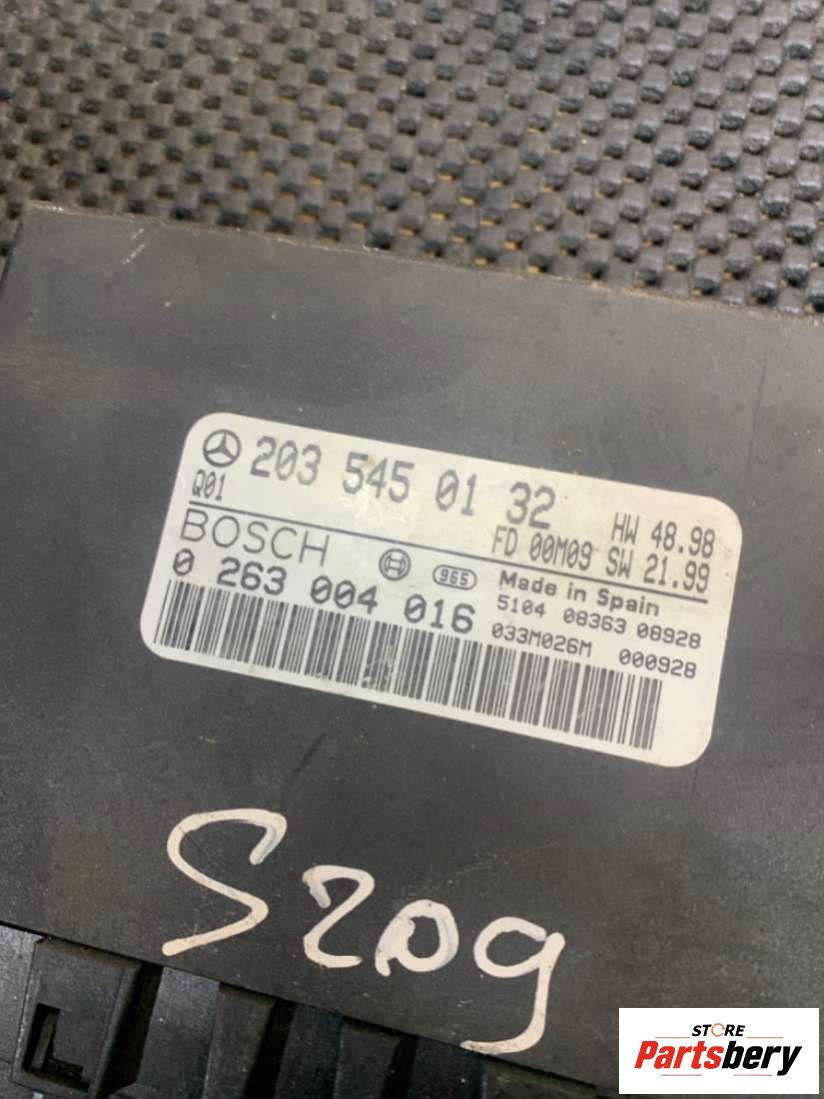 203 545 01 32 HW 48.98
Q01 FD 00M09 SW 21.99
BOSCH 965 Made in Spain
0 263 004 016 5104 08363 08928
033M026M 000928
S209
STORE
Partsbery